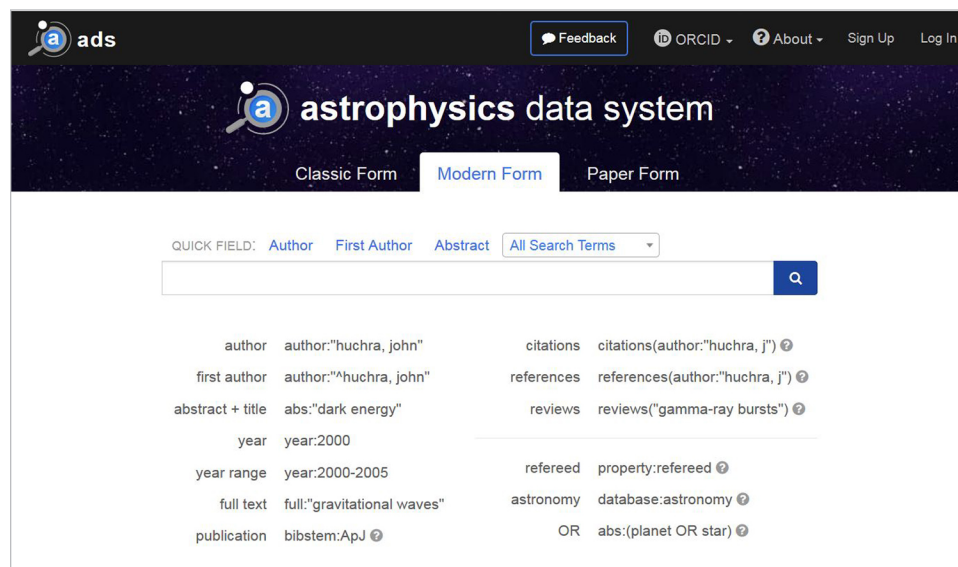 a ads Feedback iD ORCID ? About Sign Up Log In
a astrophysics data system
Classic Form Modern Form Paper Form
QUICK FIELD: Author First Author Abstract All Search Terms
author author:"huchra, john"
first author author:"^huchra, john"
abstract + title abs:"dark energy"
year year:2000
year range year:2000-2005
full text full:"gravitational waves"
publication bibstem:ApJ ?
citations citations(author:"huchra, j") ?
references references(author:"huchra, j") ?
reviews reviews("gamma-ray bursts") ?
refereed property:refereed ?
astronomy database:astronomy ?
OR abs:(planet OR star) ?